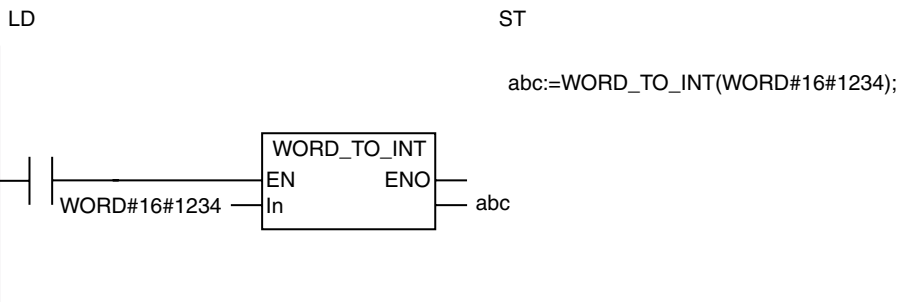 LD
ST
abc:=WORD_TO_INT(WORD#16#1234);
WORD_TO_INT
EN ENO
WORD#16#1234 In abc